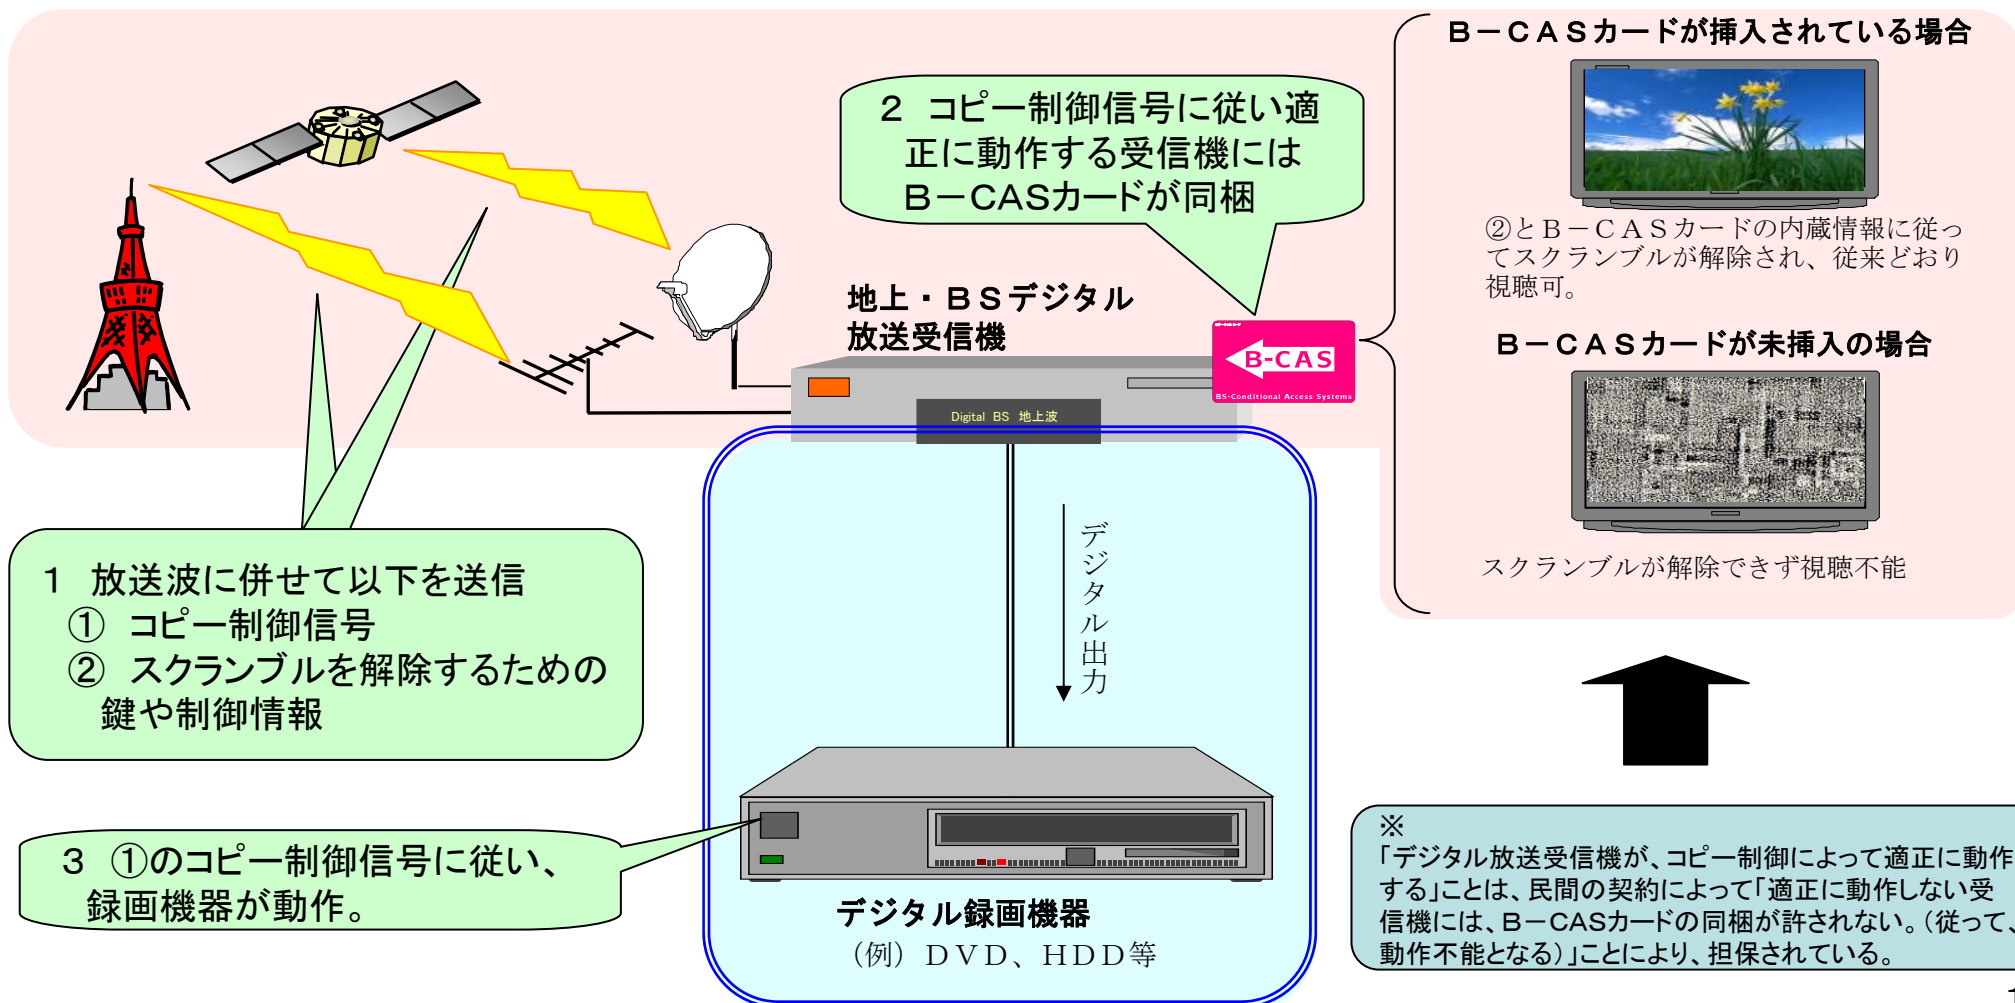 B－CASカードが挿入されている場合
2　コピー制御信号に従い適
正に動作する受信機には
B－CASカードが同梱
②とB－CASカードの内蔵情報に従っ
てスクランブルが解除され、従来どおり
視聴可。
地上・BSデジタル
放送受信機
B-CAS
BS-Conditional Access Systems
B－CASカードが未挿入の場合
Digital BS 地上波
スクランブルが解除できず視聴不能
デジタル出力
1　放送波に併せて以下を送信
①　コピー制御信号
②　スクランブルを解除するための
鍵や制御情報
3　①のコピー制御信号に従い、
録画機器が動作。
デジタル録画機器
（例）DVD、HDD等
※
「デジタル放送受信機が、コピー制御によって適正に動作
する」ことは、民間の契約によって「適正に動作しない受
信機には、B－CASカードの同梱が許されない。（従って、
動作不能となる）」ことにより、担保されている。